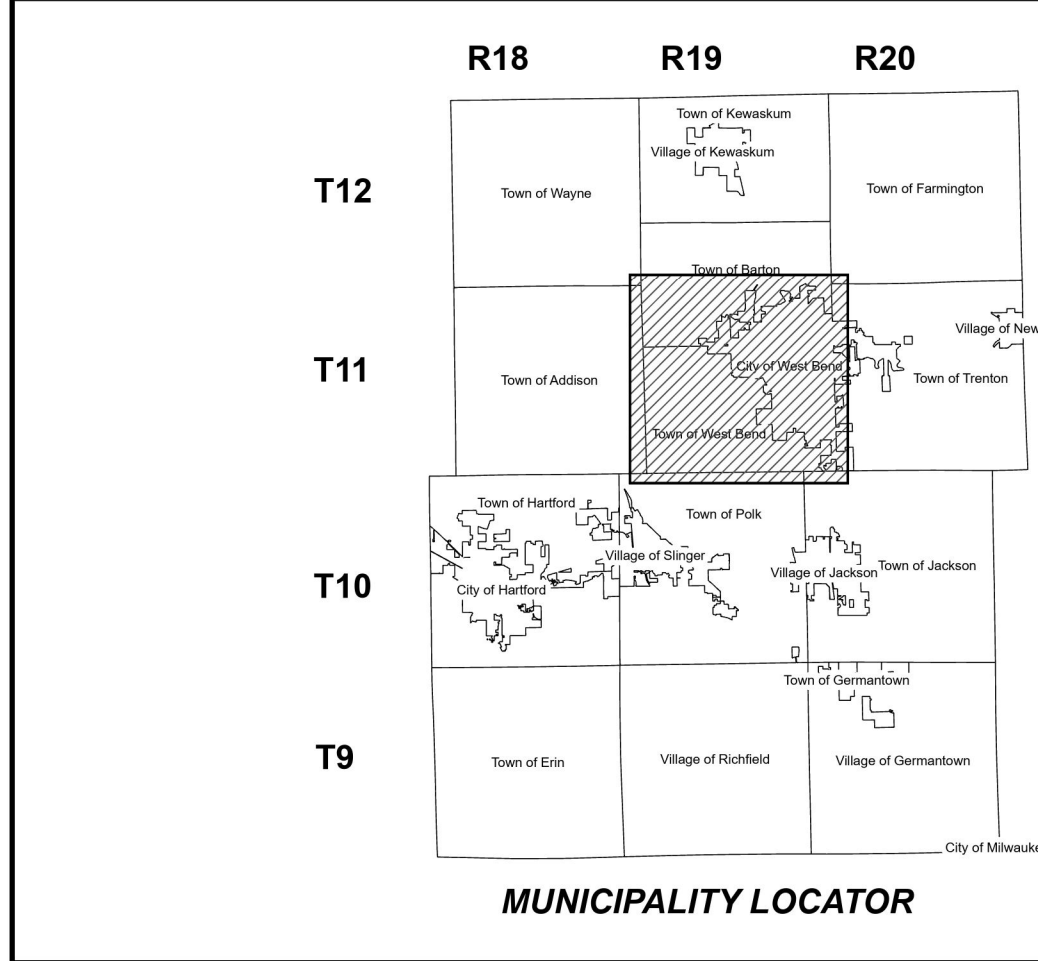 R18 R19 R20
Town of Kewaskum
Village of Kewaskum
T12
Town of Wayne
Town of Farmington
Town of Barton
Village of New
T11
City of West Bend
Town of Addison
Town of Trenton
Town of West Bend
Town of Hartford
Town of Polk
Village of Slinger
Village of Jackson
Town of Jackson
T10
City of Hartford
Town of Germantown
T9
Town of Erin
Village of Richfield
Village of Germantown
City of Milwauke
MUNICIPALITY LOCATOR